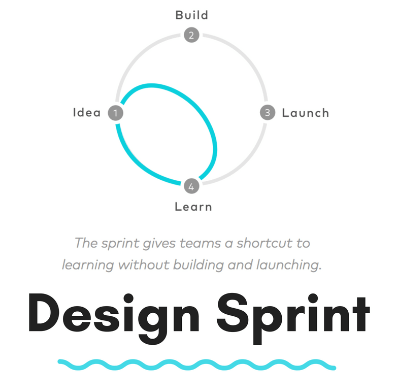 Build
2
Idea
1
3
Launch
4
Learn
The sprint gives teams a shortcut to
learning without building and launching.
Design Sprint